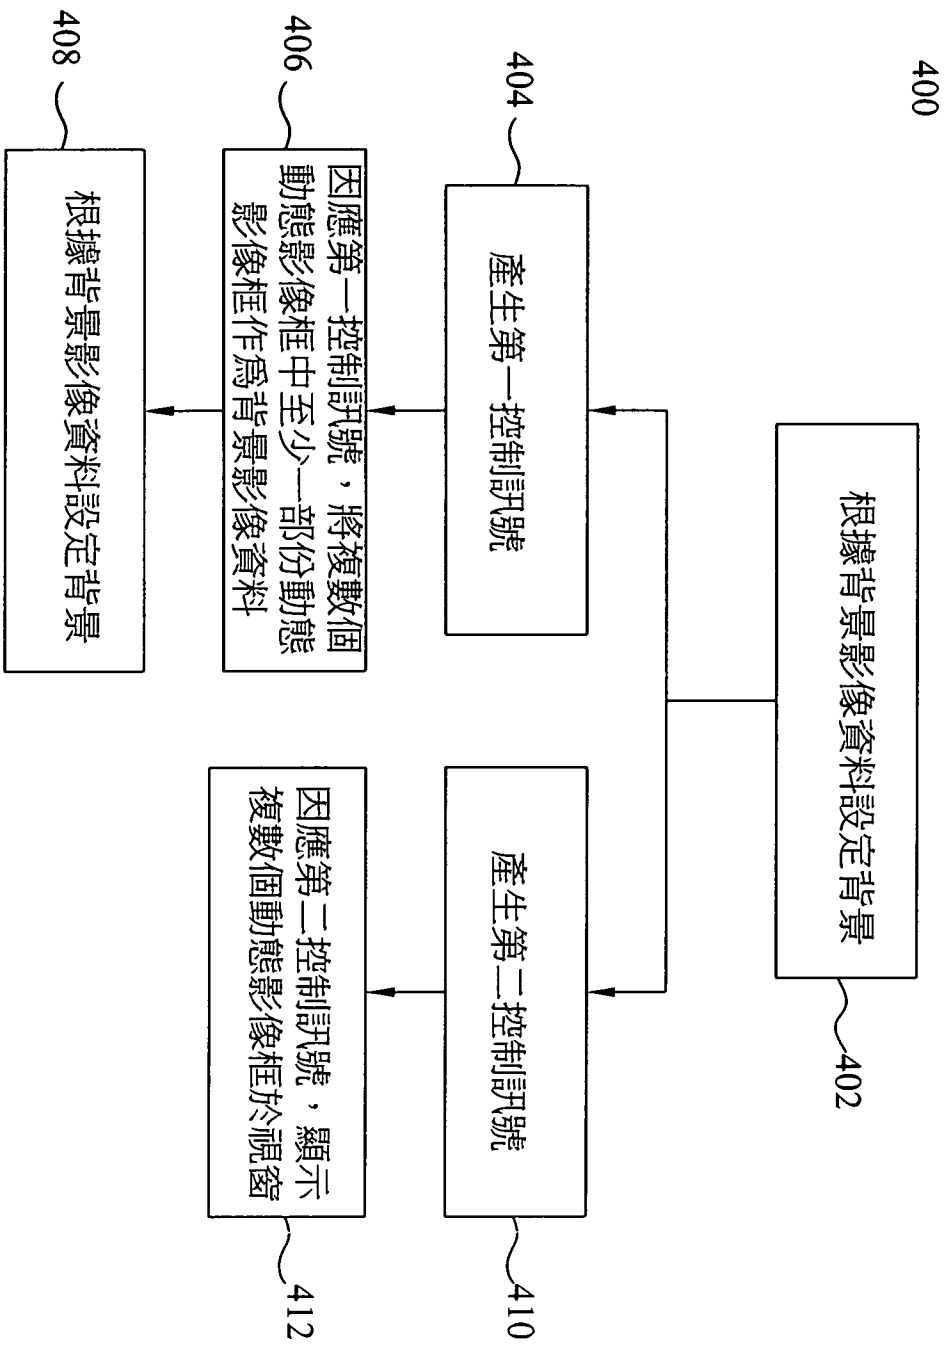 400
根據背景影像資料設定背景
402
404
產生第一控制訊號
產生第二控制訊號
410
406
因應第一控制訊號，將複數個
動態影像框中至少一部份動態
影像框作爲背景影像資料
因應第二控制訊號，顯示
複數個動態影像框於視窗
412
408
根據背景影像資料設定背景